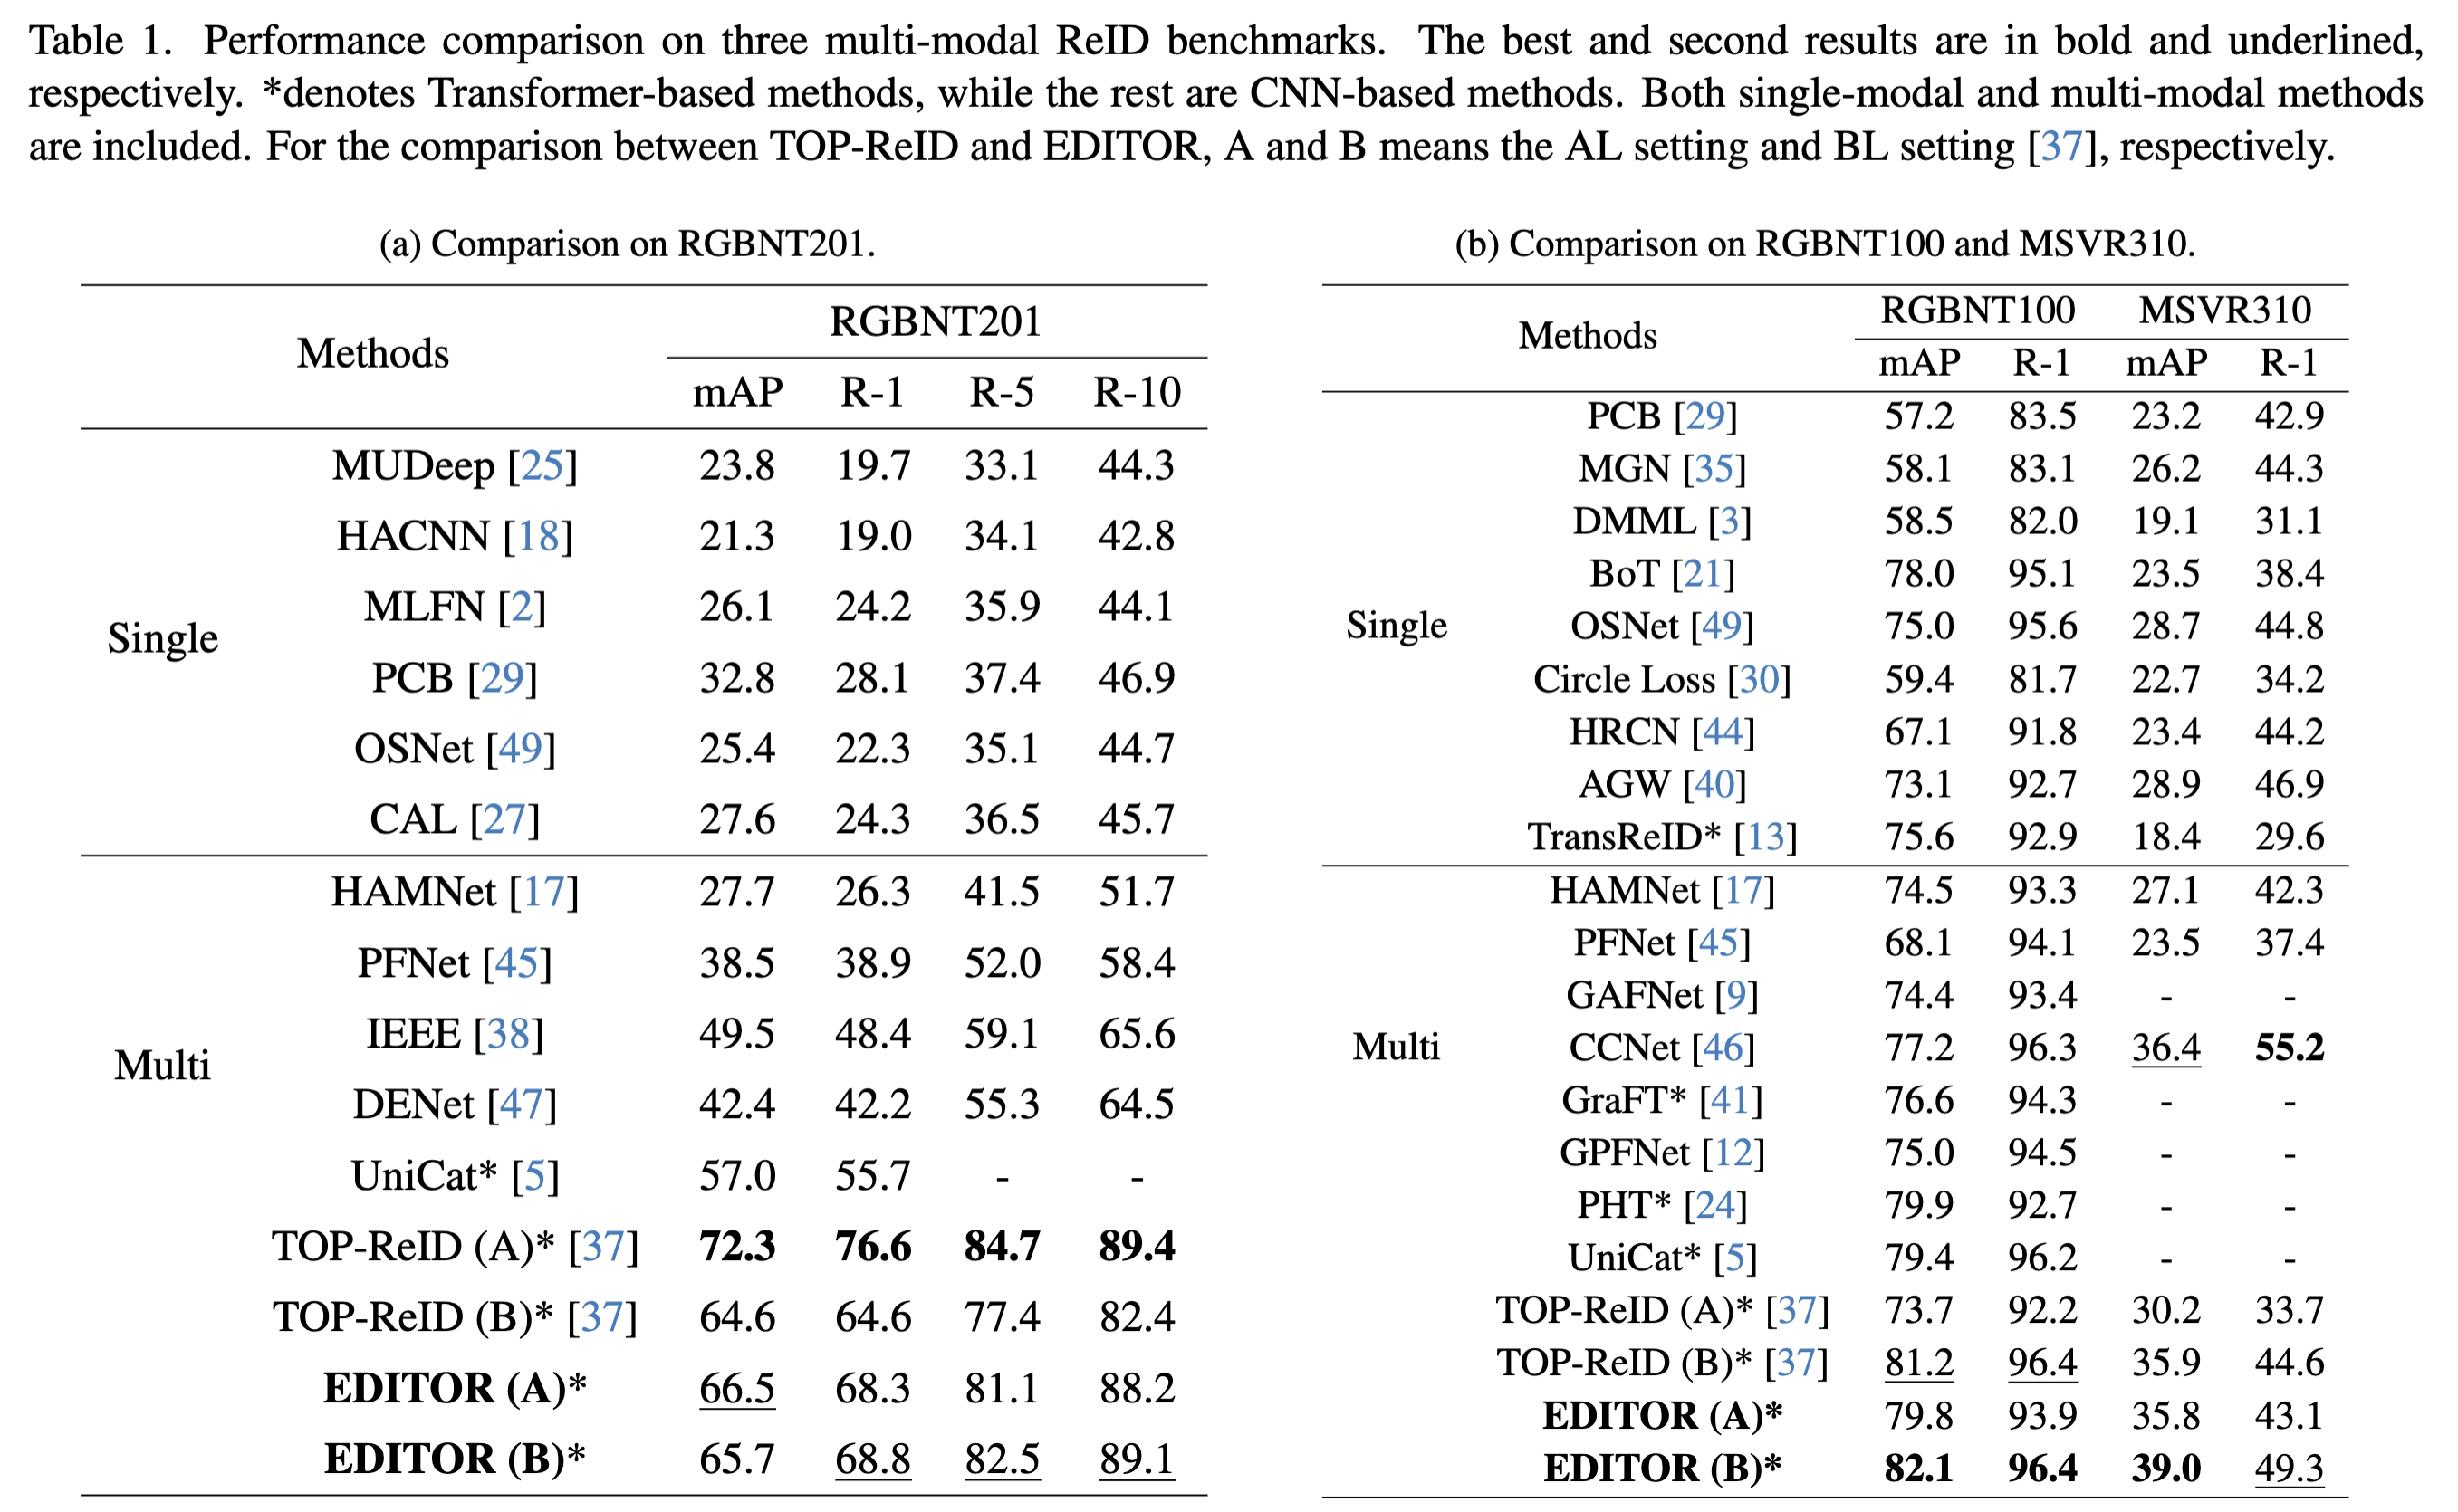 Table 1. Performance comparison on three multi-modal ReID benchmarks. The best and second results are in bold and underlined,
respectively. *denotes Transformer-based methods, while the rest are CNN-based methods. Both single-modal and multi-modal methods
are included. For the comparison between TOP-ReID and EDITOR, A and B means the AL setting and BL setting [37], respectively.
(a) Comparison on RGBNT201.
Methods RGBNT201
mAP R-1 R-5 R-10
Single
MUDeep [25] 23.8 19.7 33.1 44.3
HACNN [18] 21.3 19.0 34.1 42.8
MLFN [2] 26.1 24.2 35.9 44.1
PCB [29] 32.8 28.1 37.4 46.9
OSNet [49] 25.4 22.3 35.1 44.7
CAL [27] 27.6 24.3 36.5 45.7
Multi
HAMNet [17] 27.7 26.3 41.5 51.7
PFNet [45] 38.5 38.9 52.0 58.4
IEEE [38] 49.5 48.4 59.1 65.6
DENet [47] 42.4 42.2 55.3 64.5
UniCat* [5] 57.0 55.7 - -
TOP-ReID (A)* [37] 72.3 76.6 84.7 89.4
TOP-ReID (B)* [37] 64.6 64.6 77.4 82.4
EDITOR (A)* 66.5 68.3 81.1 88.2
EDITOR (B)* 65.7 68.8 82.5 89.1
(b) Comparison on RGBNT100 and MSVR310.
Methods RGBNT100 MSVR310
mAP R-1 mAP R-1
Single
PCB [29] 57.2 83.5 23.2 42.9
MGN [35] 58.1 83.1 26.2 44.3
DMML [3] 58.5 82.0 19.1 31.1
BoT [21] 78.0 95.1 23.5 38.4
OSNet [49] 75.0 95.6 28.7 44.8
Circle Loss [30] 59.4 81.7 22.7 34.2
HRCN [44] 67.1 91.8 23.4 44.2
AGW [40] 73.1 92.7 28.9 46.9
TransReID* [13] 75.6 92.9 18.4 29.6
Multi
HAMNet [17] 74.5 93.3 27.1 42.3
PFNet [45] 68.1 94.1 23.5 37.4
GAFNet [9] 74.4 93.4 - -
CCNet [46] 77.2 96.3 36.4 55.2
GraFT* [41] 76.6 94.3 - -
GPFNet [12] 75.0 94.5 - -
PHT* [24] 79.9 92.7 - -
UniCat* [5] 79.4 96.2 - -
TOP-ReID (A)* [37] 73.7 92.2 30.2 33.7
TOP-ReID (B)* [37] 81.2 96.4 35.9 44.6
EDITOR (A)* 79.8 93.9 35.8 43.1
EDITOR (B)* 82.1 96.4 39.0 49.3